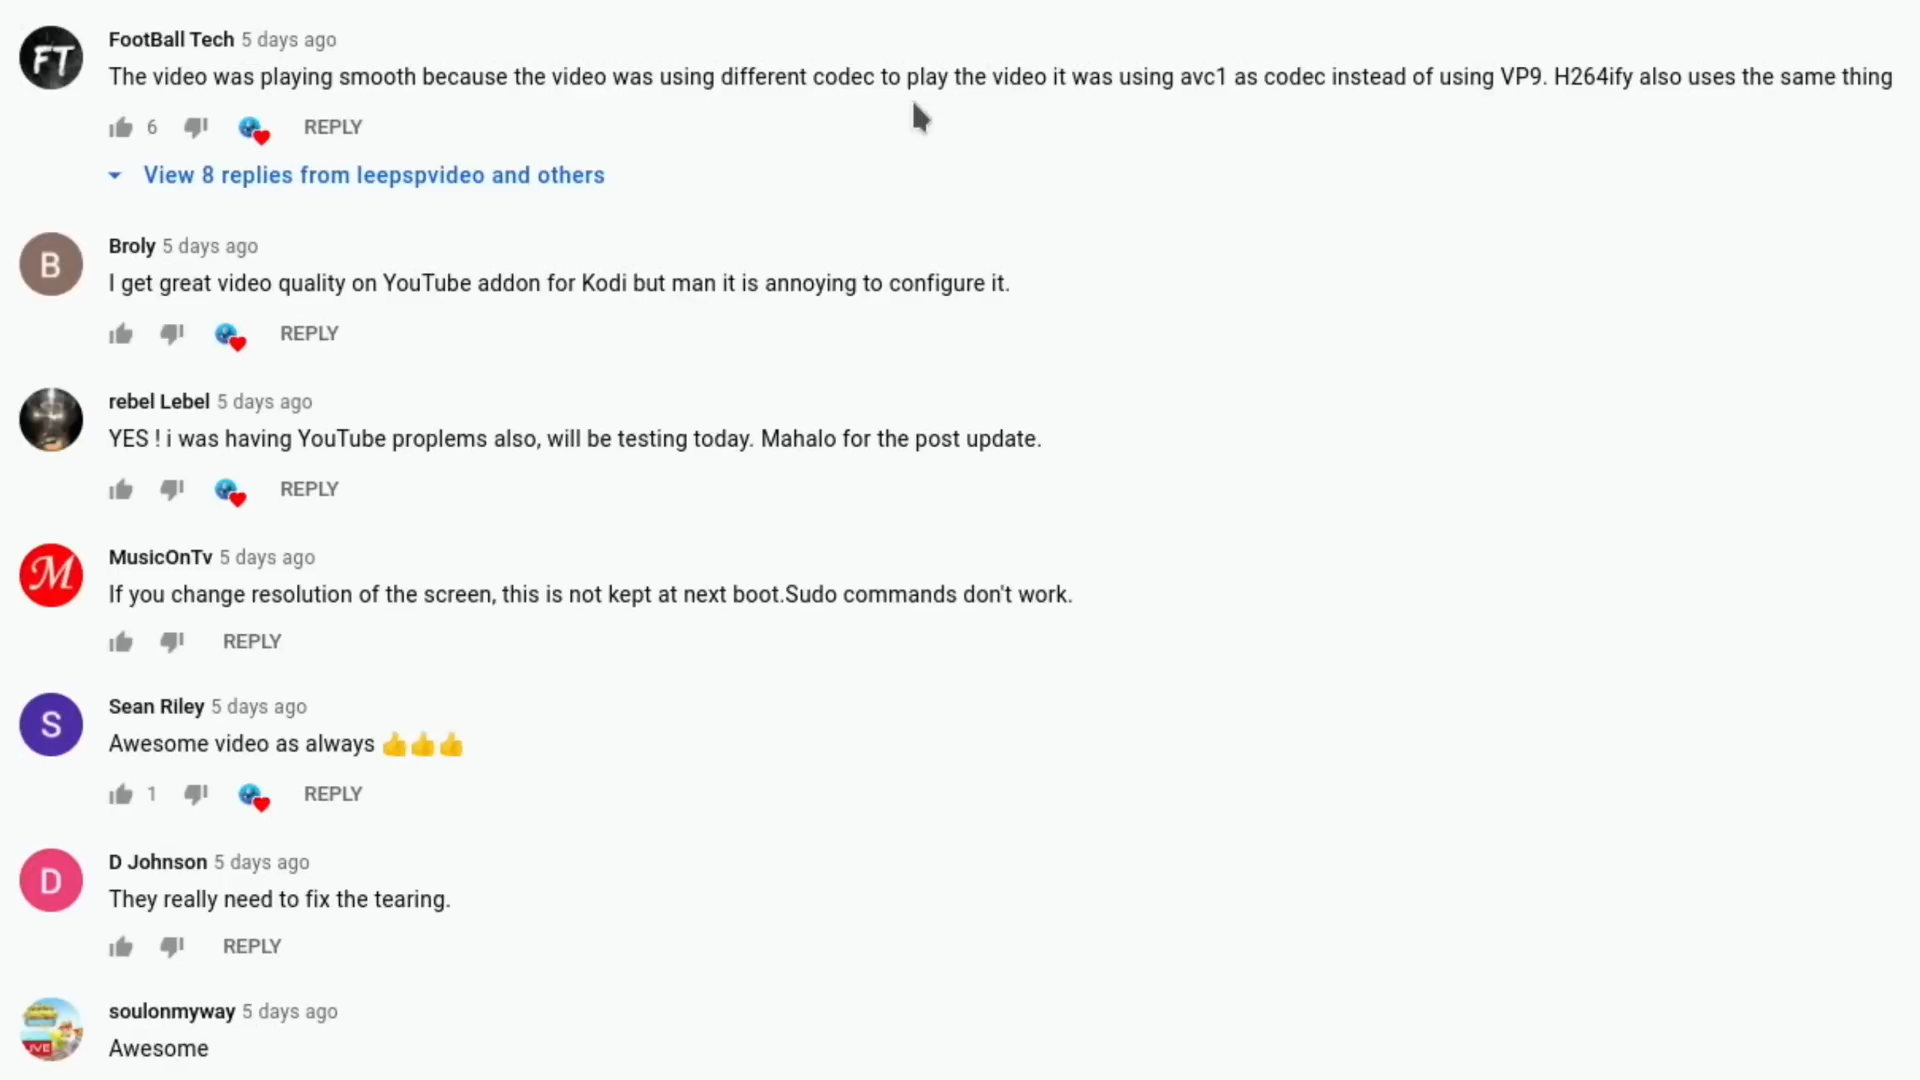 FT
FootBall Tech 5 days ago
The video was playing smooth because the video was using different codec to play the video it was using avc1 as codec instead of using VP9. H264ify also uses the same thing
6 REPLY
View 8 replies from leepspvideo and others
B
Broly 5 days ago
I get great video quality on YouTube addon for Kodi but man it is annoying to configure it.
REPLY
rebel Lebel 5 days ago
YES ! i was having YouTube proplems also, will be testing today. Mahalo for the post update.
REPLY
M
MusicOnTv 5 days ago
If you change resolution of the screen, this is not kept at next boot.Sudo commands don't work.
REPLY
S
Sean Riley 5 days ago
Awesome video as always 👍👍👍
1 REPLY
D
D Johnson 5 days ago
They really need to fix the tearing.
REPLY
soulonmyway 5 days ago
Awesome